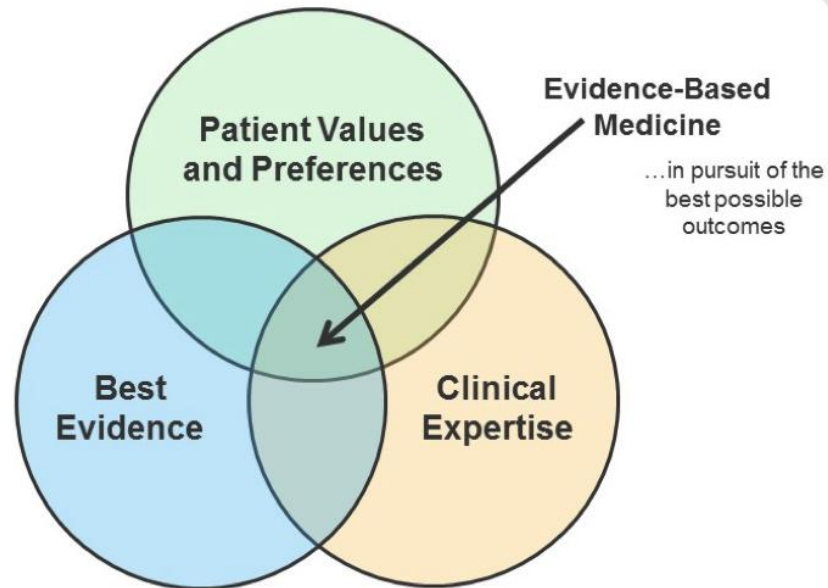 Patient Values
and Preferences
Evidence-Based
Medicine
…in pursuit of the
best possible
outcomes
Best
Evidence
Clinical
Expertise